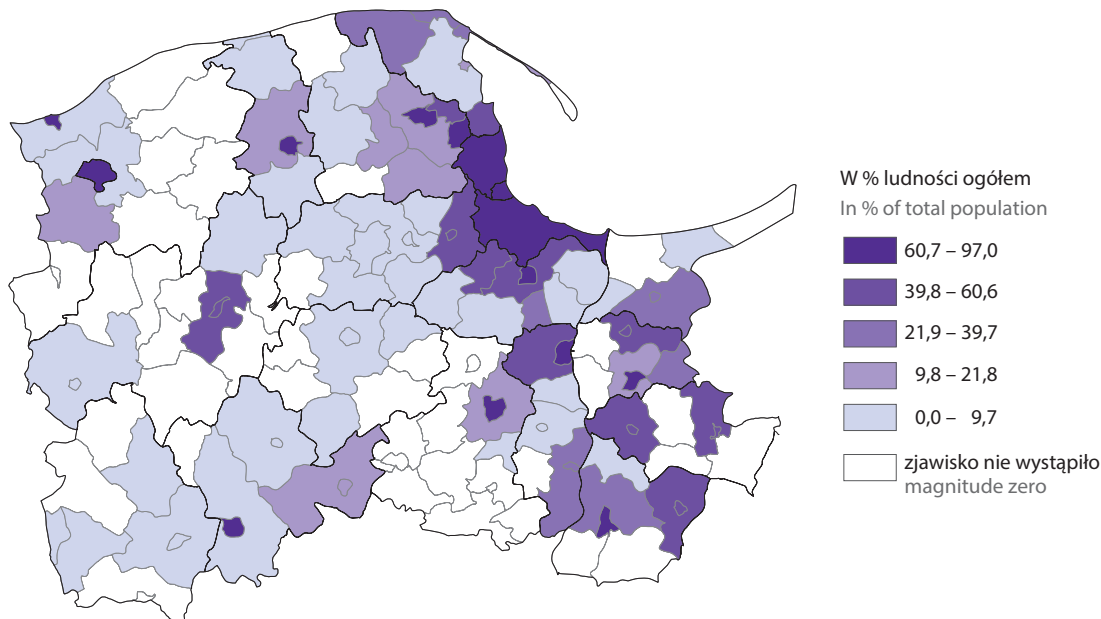 W % ludności ogółem
In % of total population
60,7 – 97,0
39,8 – 60,6
21,9 – 39,7
9,8 – 21,8
0,0 – 9,7
zjawisko nie wystąpiło
magnitude zero